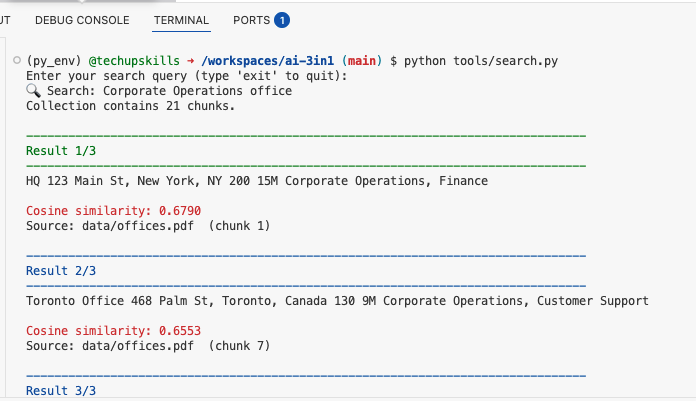 UT DEBUG CONSOLE TERMINAL PORTS 1
(py_env) @techupskills → /workspaces/ai-3in1 (main) $ python tools/search.py
Enter your search query (type 'exit' to quit):
🔍 Search: Corporate Operations office
Collection contains 21 chunks.
Result 1/3
HQ 123 Main St, New York, NY 200 15M Corporate Operations, Finance
Cosine similarity: 0.6790
Source: data/offices.pdf  (chunk 1)
Result 2/3
Toronto Office 468 Palm St, Toronto, Canada 130 9M Corporate Operations, Customer Support
Cosine similarity: 0.6553
Source: data/offices.pdf  (chunk 7)
Result 3/3